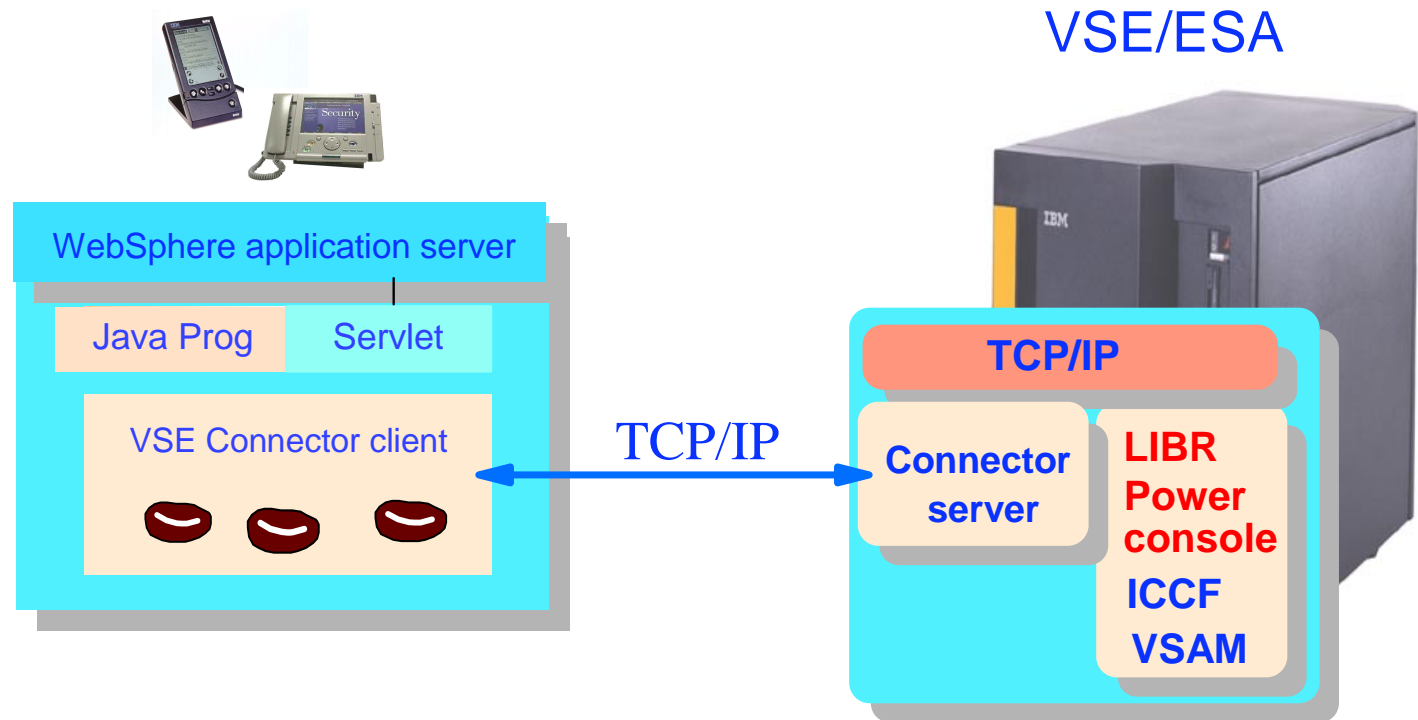 VSE/ESA
IBM
Security
WebSphere application server
Java Prog
Servlet
VSE Connector client
TCP/IP
TCP/IP
Connector
server
LIBR
Power
console
ICCF
VSAM